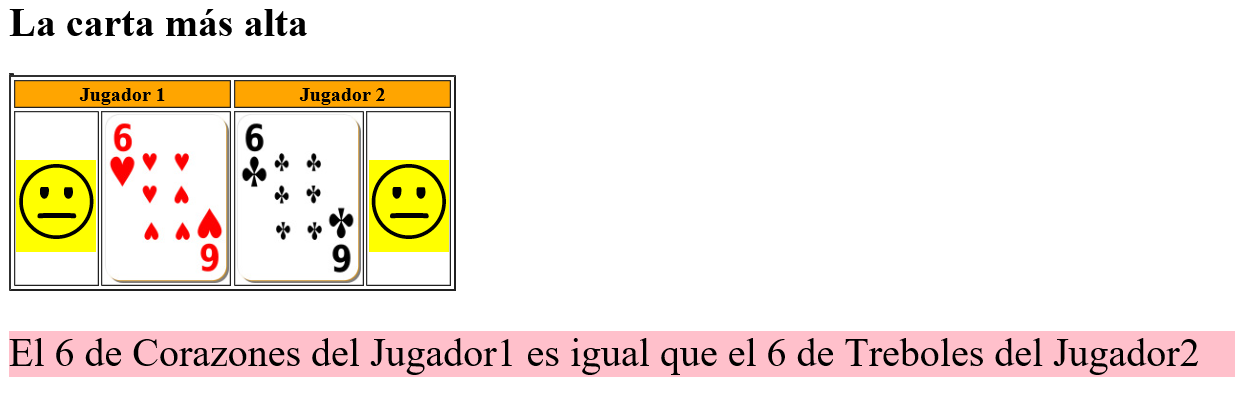 La carta más alta
Jugador 1 Jugador 2
6 6
9 9
El 6 de Corazones del Jugador1 es igual que el 6 de Treboles del Jugador2